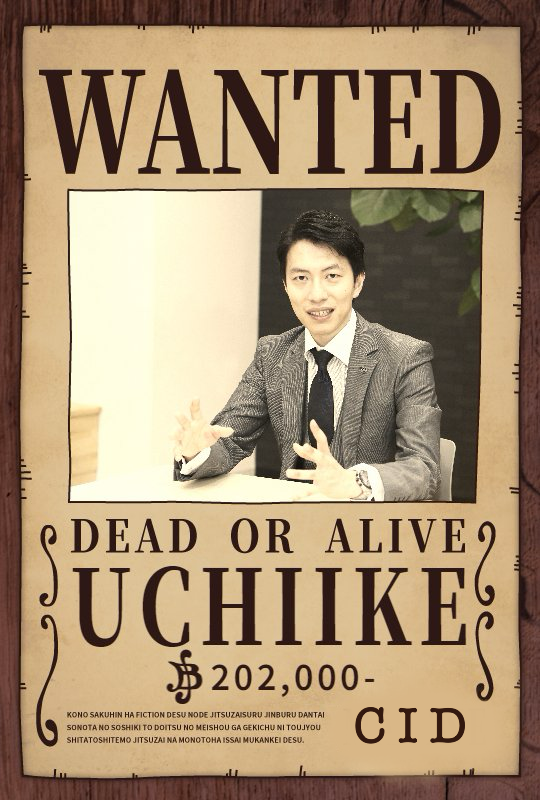 WANTED
DEAD OR ALIVE
UCHIIKE
฿202,000-
KONO SAKUHIN HA FICTION DESU NODE JITSUZAISURU JINBURU DANTAI
SONOTA NO SOSHIKI TO DOITSU NO MEISHOU GA GEKICHU NI TOUJYOU
SHITATOSHITEMO JITSUZAI NA MONOTOHA ISSAI MUKANKEI DESU.
CID